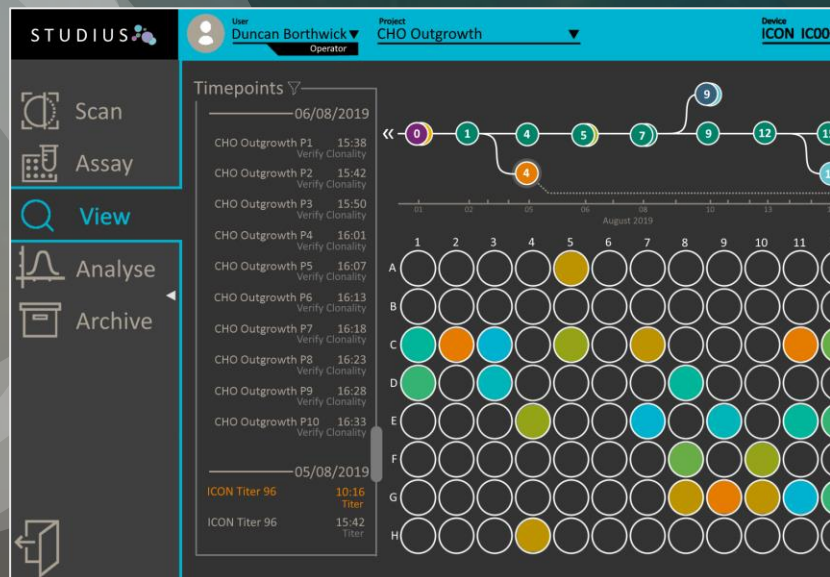 STUDIUS
User
Duncan Borthwick
Operator
Project
CHO Outgrowth
Device
ICON IC00
Scan
Assay
View
Analyse
Archive
Timepoints
06/08/2019
CHO Outgrowth P1 15:38
Verify Clonality
CHO Outgrowth P2 15:42
Verify Clonality
CHO Outgrowth P3 15:50
Verify Clonality
CHO Outgrowth P4 16:01
Verify Clonality
CHO Outgrowth P5 16:07
Verify Clonality
CHO Outgrowth P6 16:13
Verify Clonality
CHO Outgrowth P7 16:18
Verify Clonality
CHO Outgrowth P8 16:23
Verify Clonality
CHO Outgrowth P9 16:28
Verify Clonality
CHO Outgrowth P10 16:33
Verify Clonality
05/08/2019
ICON Titer 96 10:16
Titer
ICON Titer 96 15:42
Titer
9
0 1 4 5 7 9 12 15
4 1
01 02 05 06 08 10 13
August 2019
1 2 3 4 5 6 7 8 9 10 11
A
B
C
D
E
F
G
H